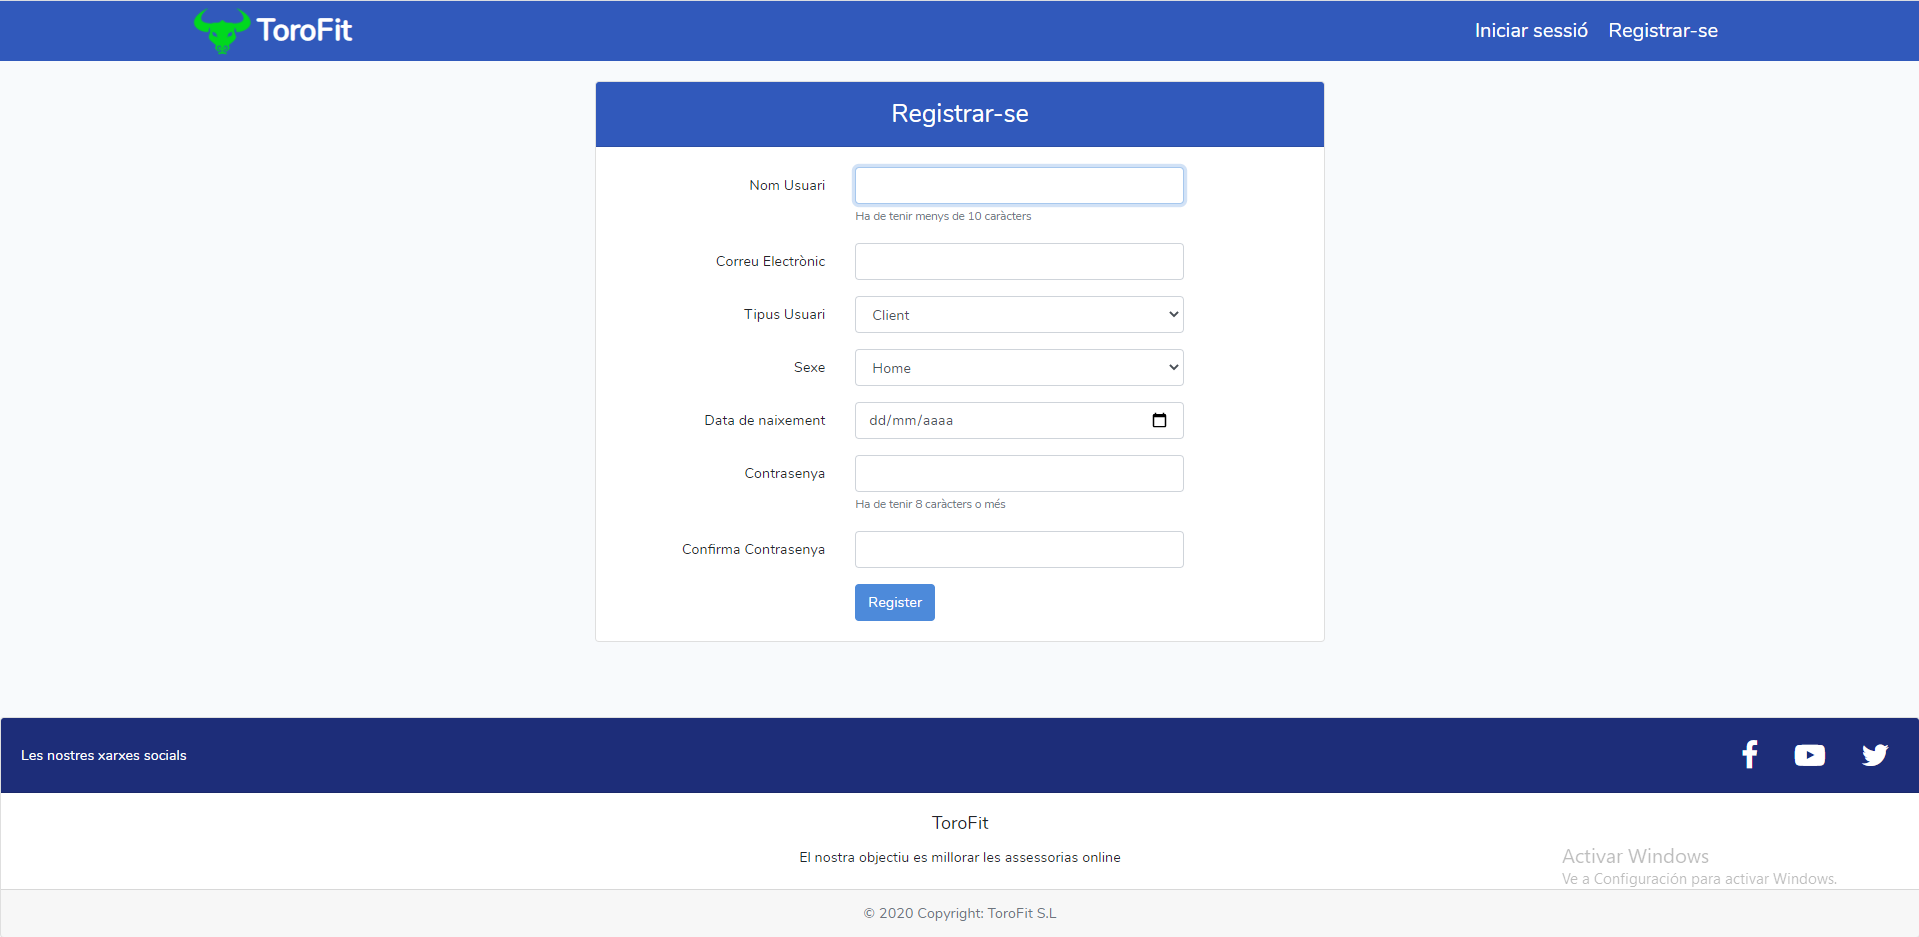 ToroFit
Iniciar sessió Registrar-se
Registrar-se
Nom Usuari
Ha de tenir menys de 10 caràcters
Correu Electrònic
Tipus Usuari Client
Sexe Home
Data de naixement dd/mm/aaaa
Contrasenya
Ha de tenir 8 caràcters o més
Confirma Contrasenya
Register
Les nostres xarxes socials
ToroFit
El nostra objectiu es millorar les assessorias online
Activar Windows
Ve a Configuración para activar Windows.
© 2020 Copyright: ToroFit S.L